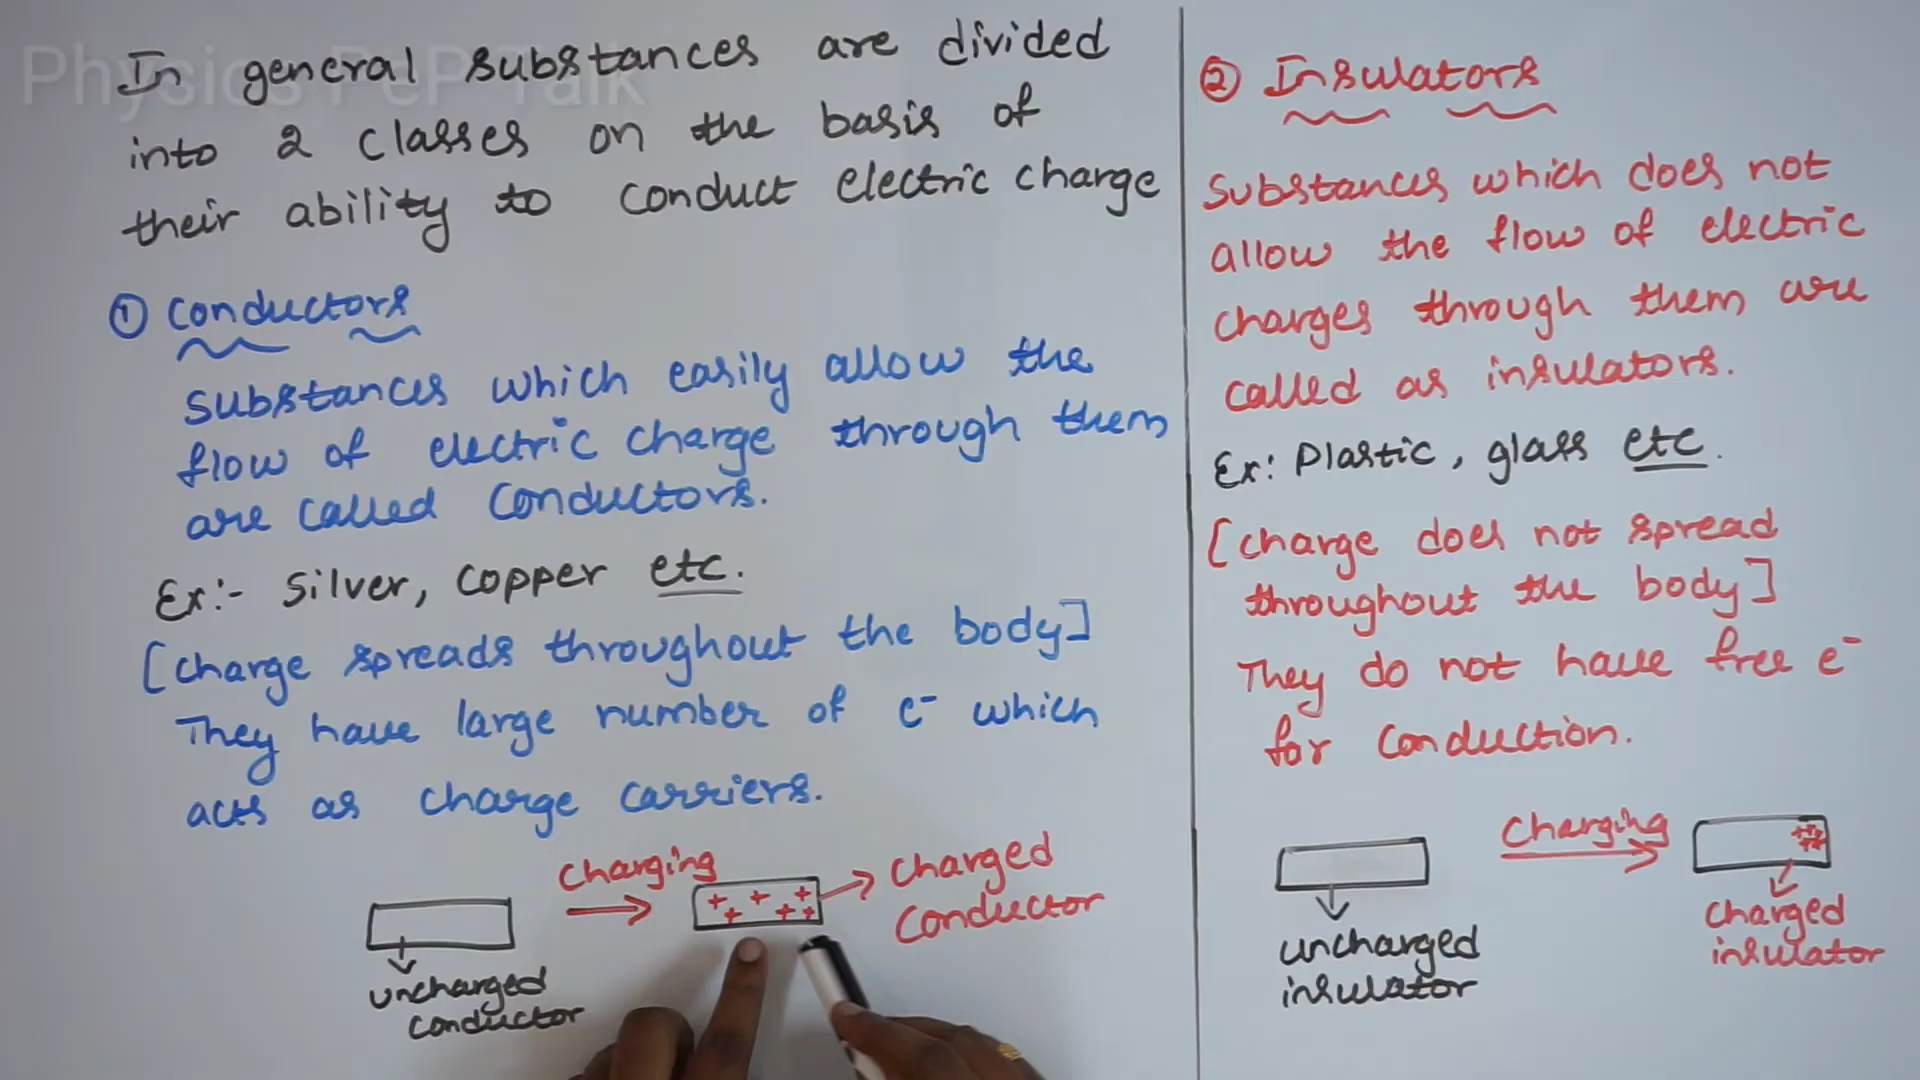 Physics PeP Talk
In general substances are divided
into 2 classes on the basis of
their ability to conduct electric charge
① Conductors
Substances which easily allow the
flow of electric charge through them
are called Conductors.
Ex:- Silver, Copper etc.
[Charge spreads throughout the body]
They have large number of e⁻ which
acts as charge carriers.
Charging
+ + + + + + +
Charged
Conductor
uncharged
conductor
② Insulators
Substances which does not
allow the flow of electric
charges through them are
called as insulators.
Ex: Plastic, glass etc.
[Charge does not spread
throughout the body]
They do not have free e⁻
for Conduction.
Charging
uncharged
insulator
Charged
insulator